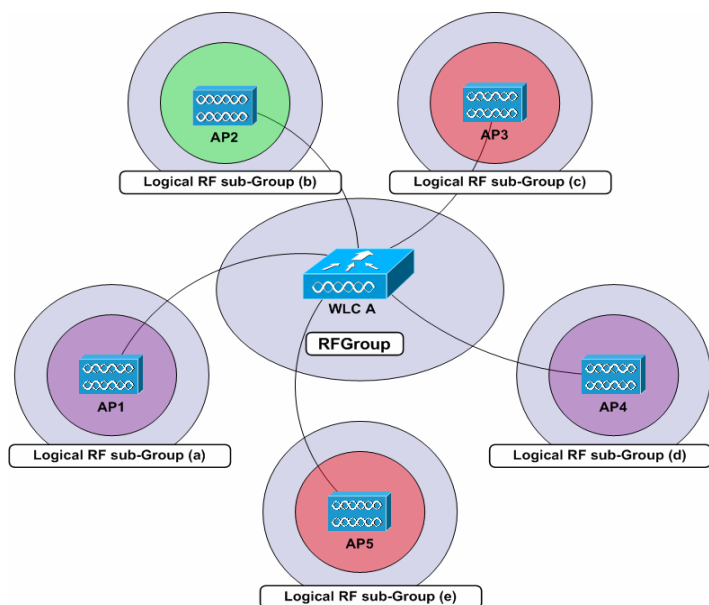 AP2
AP3
Logical RF sub-Group (b)
Logical RF sub-Group (c)
WLC A
RFGroup
AP1
AP4
Logical RF sub-Group (a)
Logical RF sub-Group (d)
AP5
Logical RF sub-Group (e)